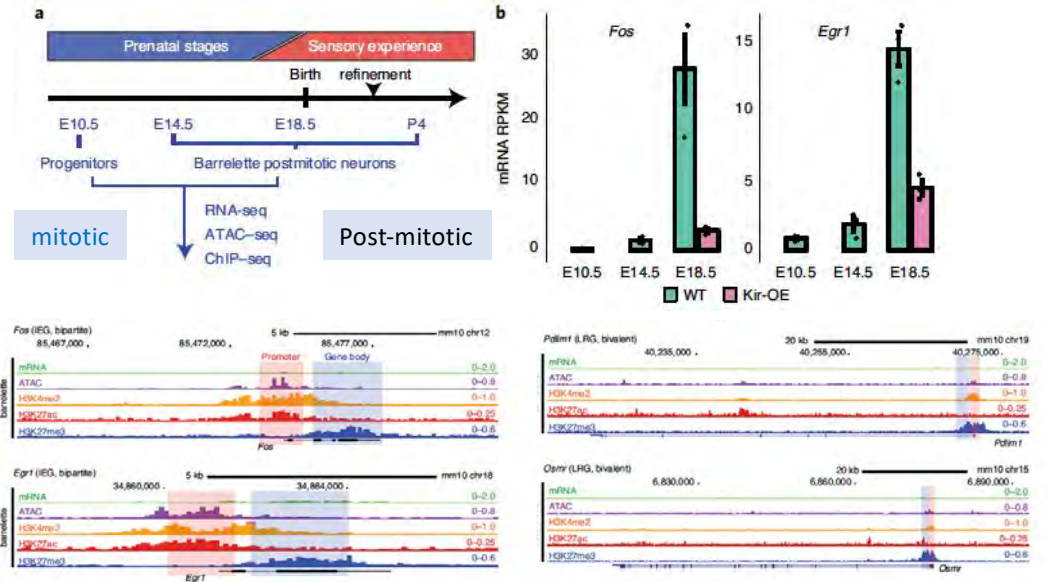 a
Prenatal stages
Sensory experience
Birth
refinement
E10.5
E14.5
E18.5
P4
Progenitors
Barrelette postmitotic neurons
RNA-seq
ATAC–seq
ChIP–seq
mitotic
Post-mitotic
b
Fos
Egr1
mRNA RPKM
30
20
10
0
15
10
5
0
E10.5
E14.5
E18.5
E10.5
E14.5
E18.5
WT
Kir-OE
Fos (IEG, bipartite)
5 kb
mm10 chr12
85,467,000
85,472,000
85,477,000
Promoter
Gene body
barrelette
mRNA
0–2.0
ATAC
0–0.8
H3K4me2
0–1.0
H3K27ac
0–0.25
H3K27me3
0–0.6
Fos
Egr1 (IEG, bipartite)
5 kb
mm10 chr18
34,860,000
34,864,000
barrelette
mRNA
0–2.0
ATAC
0–0.8
H3K4me2
0–1.0
H3K27ac
0–0.25
H3K27me3
0–0.6
Egr1
Pdlim1 (LRG, bivalent)
20 kb
mm10 chr19
40,235,000
40,255,000
40,275,000
mRNA
0–2.0
ATAC
0–0.8
H3K4me2
0–1.0
H3K27ac
0–0.25
H3K27me3
0–0.6
Pdlim1
Osmr (LRG, bivalent)
20 kb
mm10 chr15
6,830,000
6,860,000
6,890,000
mRNA
0–2.0
ATAC
0–0.8
H3K4me2
0–1.0
H3K27ac
0–0.25
H3K27me3
0–0.6
Osmr